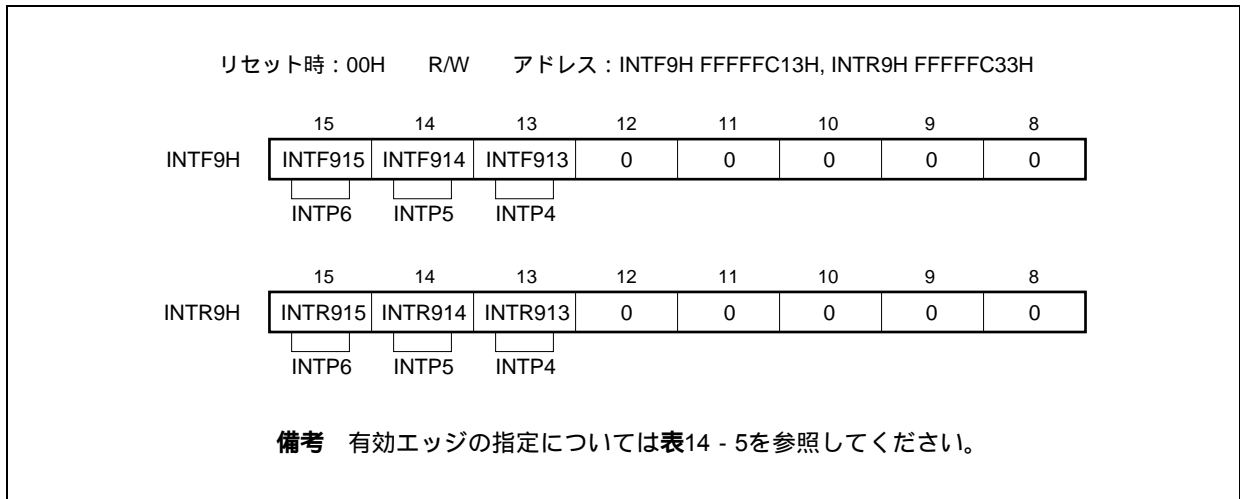 リセット時：00H R/W アドレス：INTF9H FFFFFC13H, INTR9H FFFFFC33H
15 14 13 12 11 10 9 8
INTF9H INTF915 INTF914 INTF913 0 0 0 0 0
INTP6 INTP5 INTP4
15 14 13 12 11 10 9 8
INTR9H INTR915 INTR914 INTR913 0 0 0 0 0
INTP6 INTP5 INTP4
備考 有効エッジの指定については表14 - 5を参照してください。